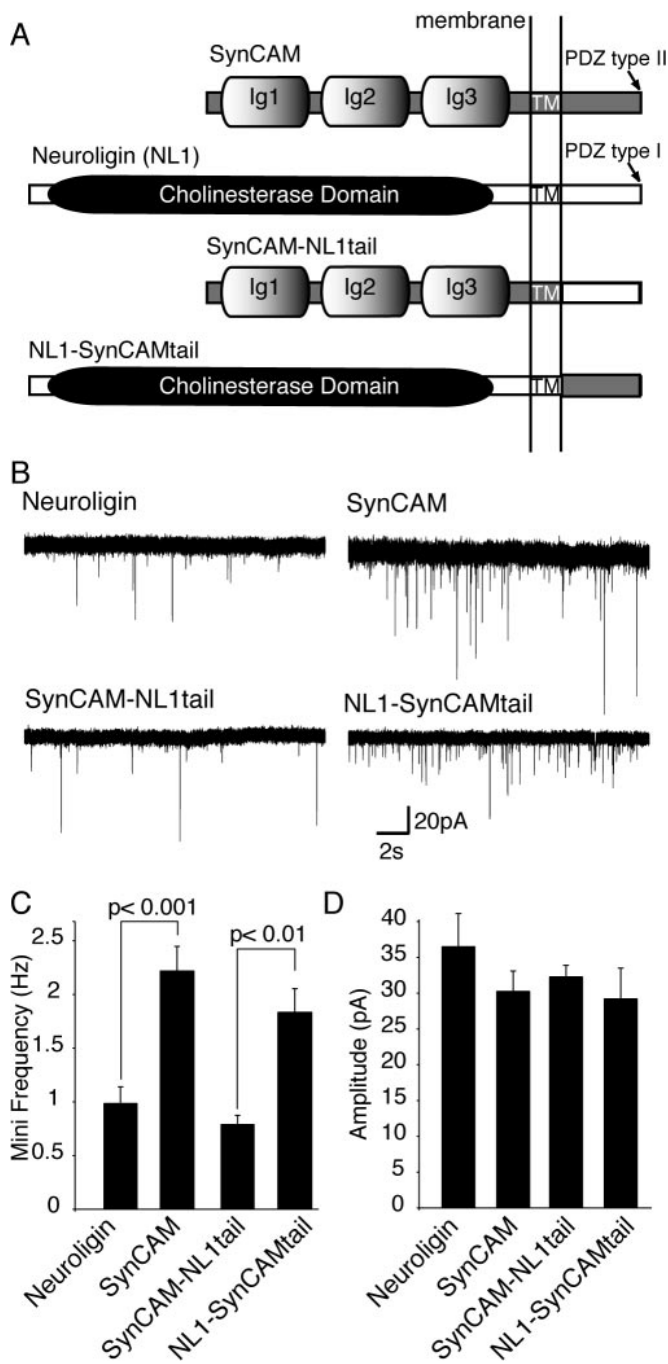 A
membrane
SynCAM
PDZ type II
Ig1 Ig2 Ig3 TM
Neuroligin (NL1)
PDZ type I
Cholinesterase Domain TM
SynCAM-NL1tail
Ig1 Ig2 Ig3 TM
NL1-SynCAMtail
Cholinesterase Domain TM
B
Neuroligin SynCAM
SynCAM-NL1tail NL1-SynCAMtail
20pA
2s
C
p< 0.001
p< 0.01
Mini Frequency (Hz)
2.5
2
1.5
1
0.5
0
Neuroligin
SynCAM
SynCAM-NL1tail
NL1-SynCAMtail
D
Amplitude (pA)
40
35
30
25
20
15
10
5
0
Neuroligin
SynCAM
SynCAM-NL1tail
NL1-SynCAMtail